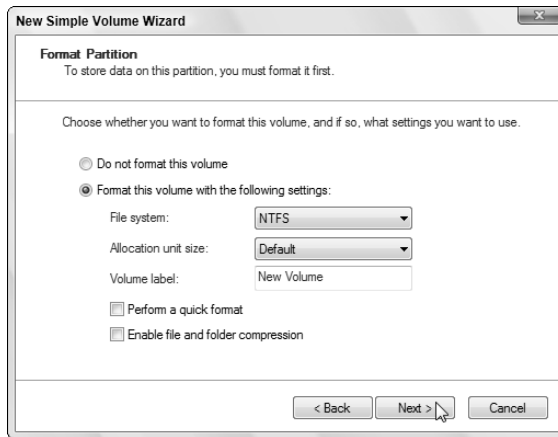 New Simple Volume Wizard
Format Partition
To store data on this partition, you must format it first.
Choose whether you want to format this volume, and if so, what settings you want to use.
Do not format this volume
Format this volume with the following settings:
File system: NTFS
Allocation unit size: Default
Volume label: New Volume
Perform a quick format
Enable file and folder compression
< Back Next > Cancel